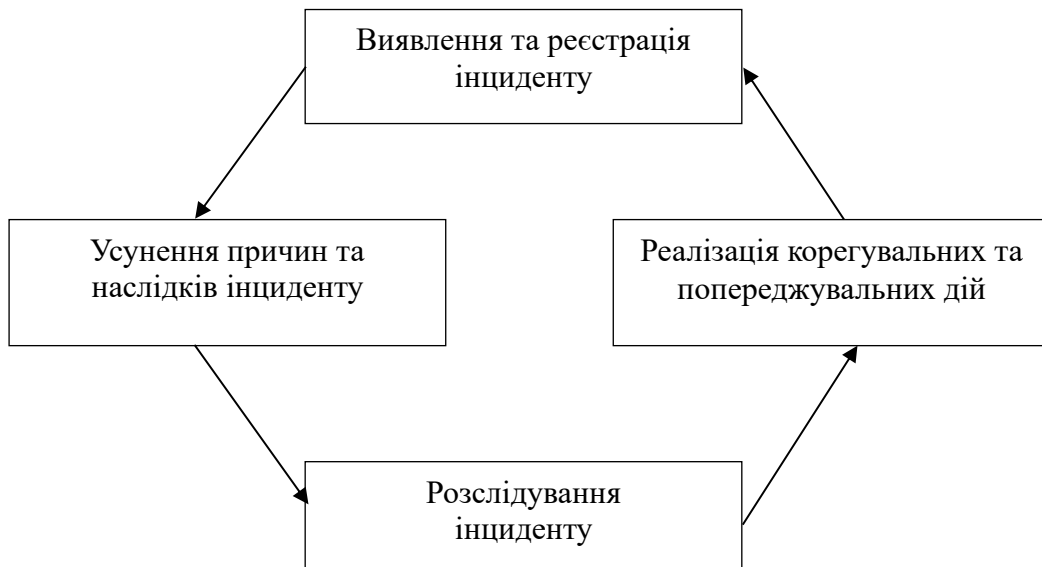 Виявлення та реєстрація
інциденту
Усунення причин та
наслідків інциденту
Реалізація корегувальних та
попереджувальних дій
Розслідування
інциденту